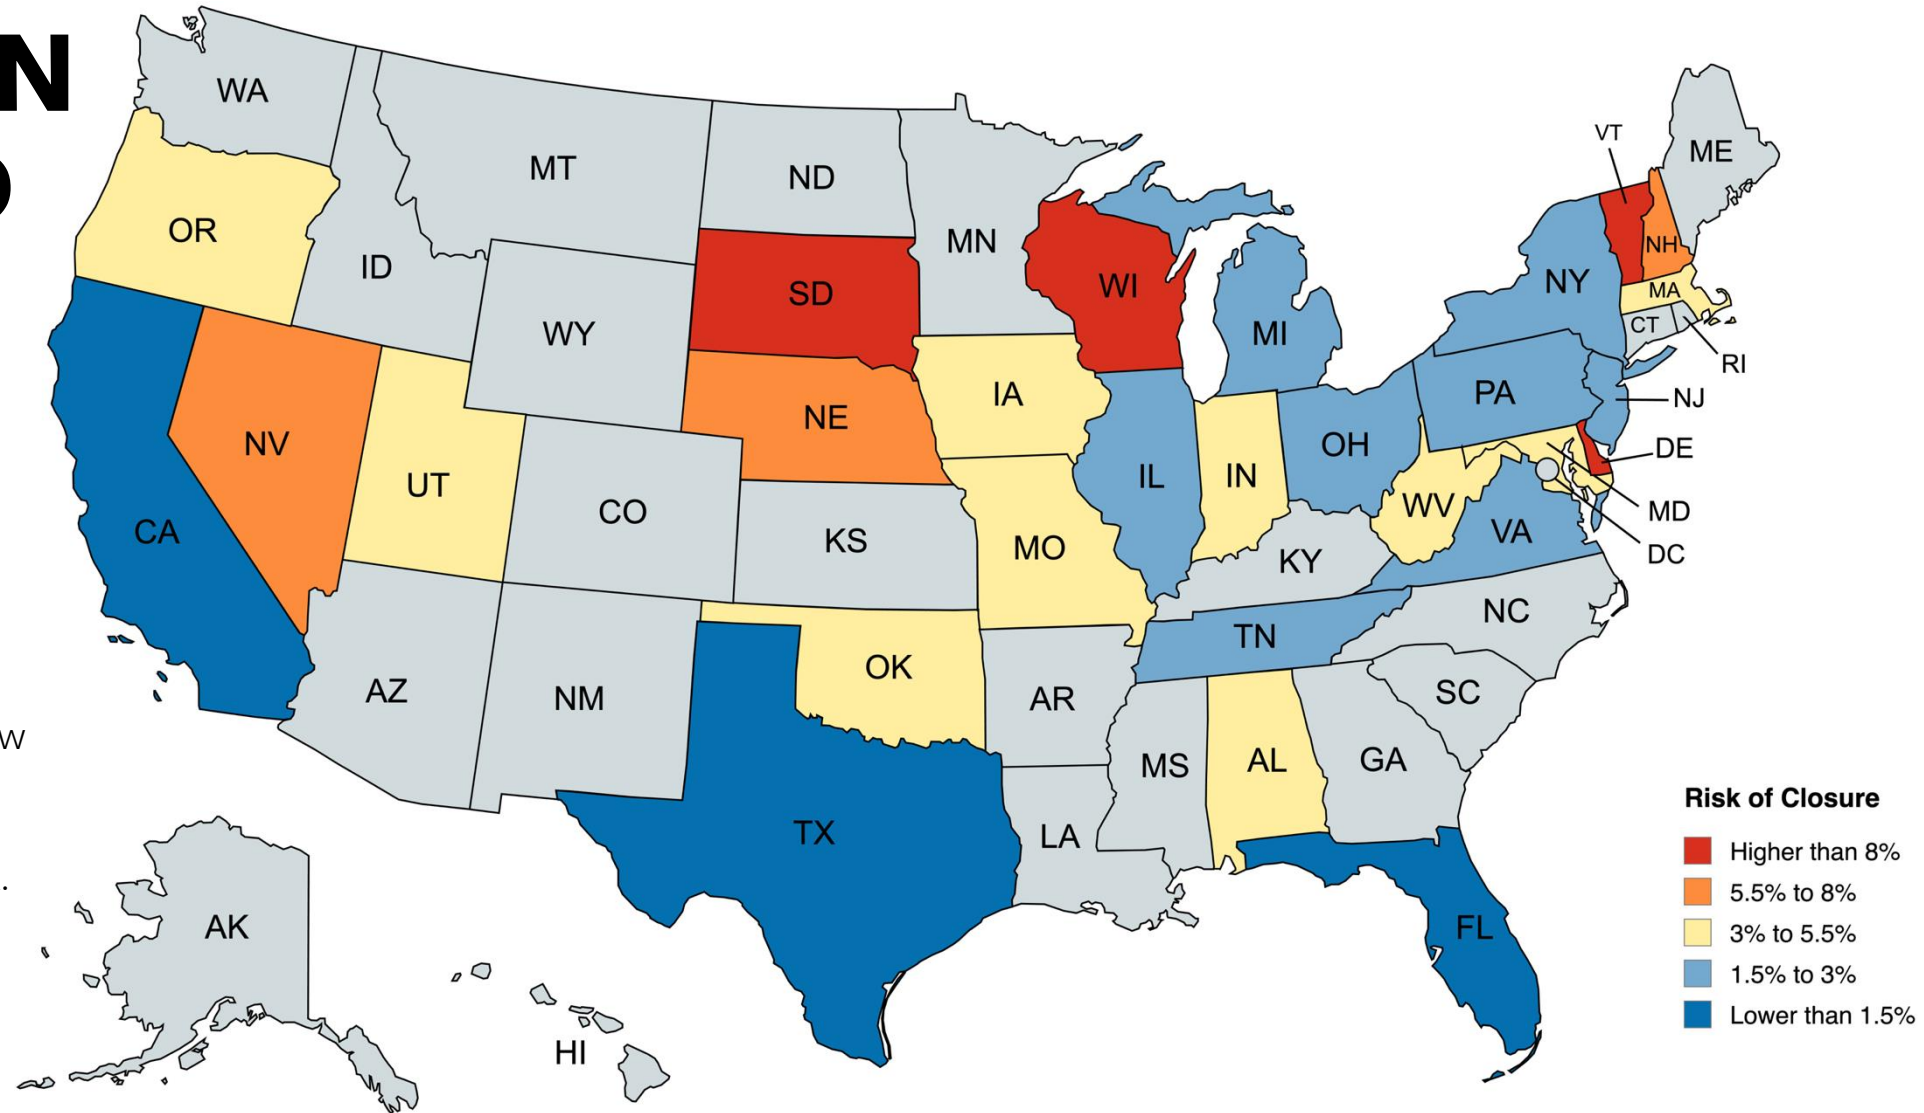 N
WA
MT
ND
MN
VT
ME
OR
ID
SD
WI
NH
NY
MA
WY
MI
CT
RI
IA
PA
NJ
NE
NV
OH
DE
UT
IL
IN
WV
MD
CO
CA
KS
MO
VA
DC
KY
NC
TN
OK
AZ
NM
AR
SC
w
MS
AL
GA
Risk of Closure
TX
LA
Higher than 8%
.
5.5% to 8%
AK
FL
3% to 5.5%
1.5% to 3%
HI
Lower than 1.5%